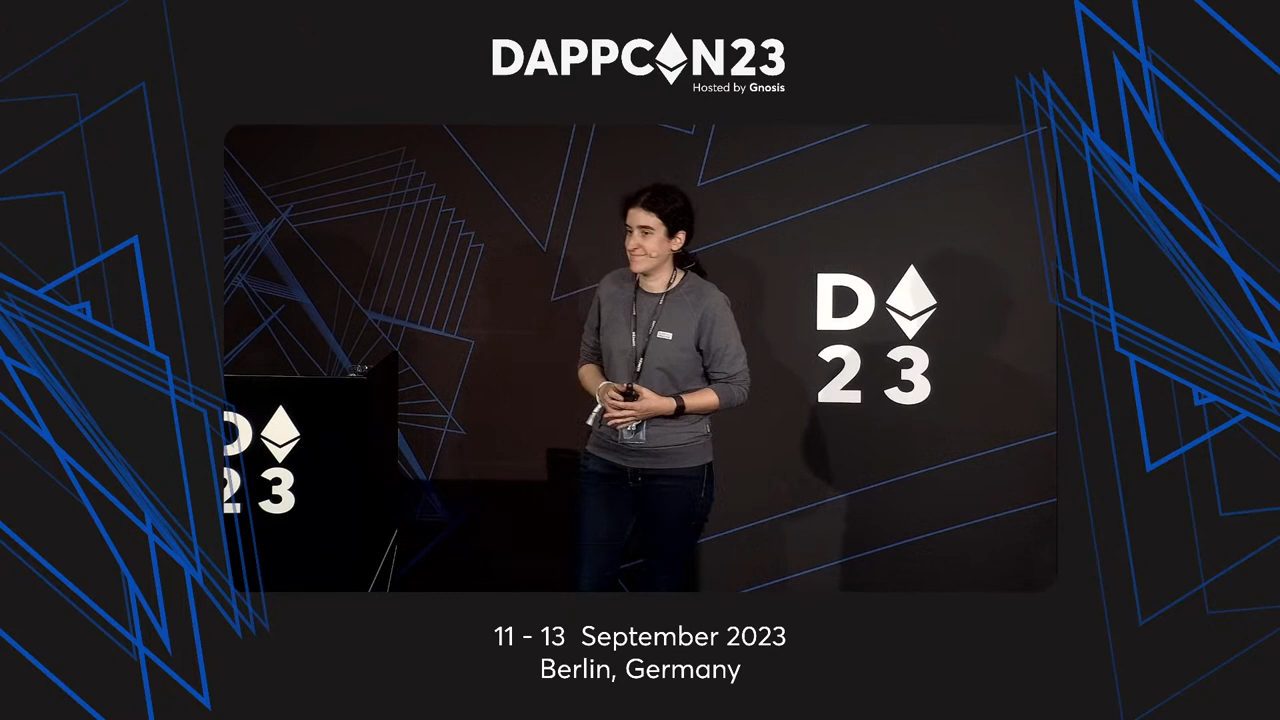 DAPPCON23
Hosted by Gnosis
D
23
D
23
11 - 13 September 2023
Berlin, Germany